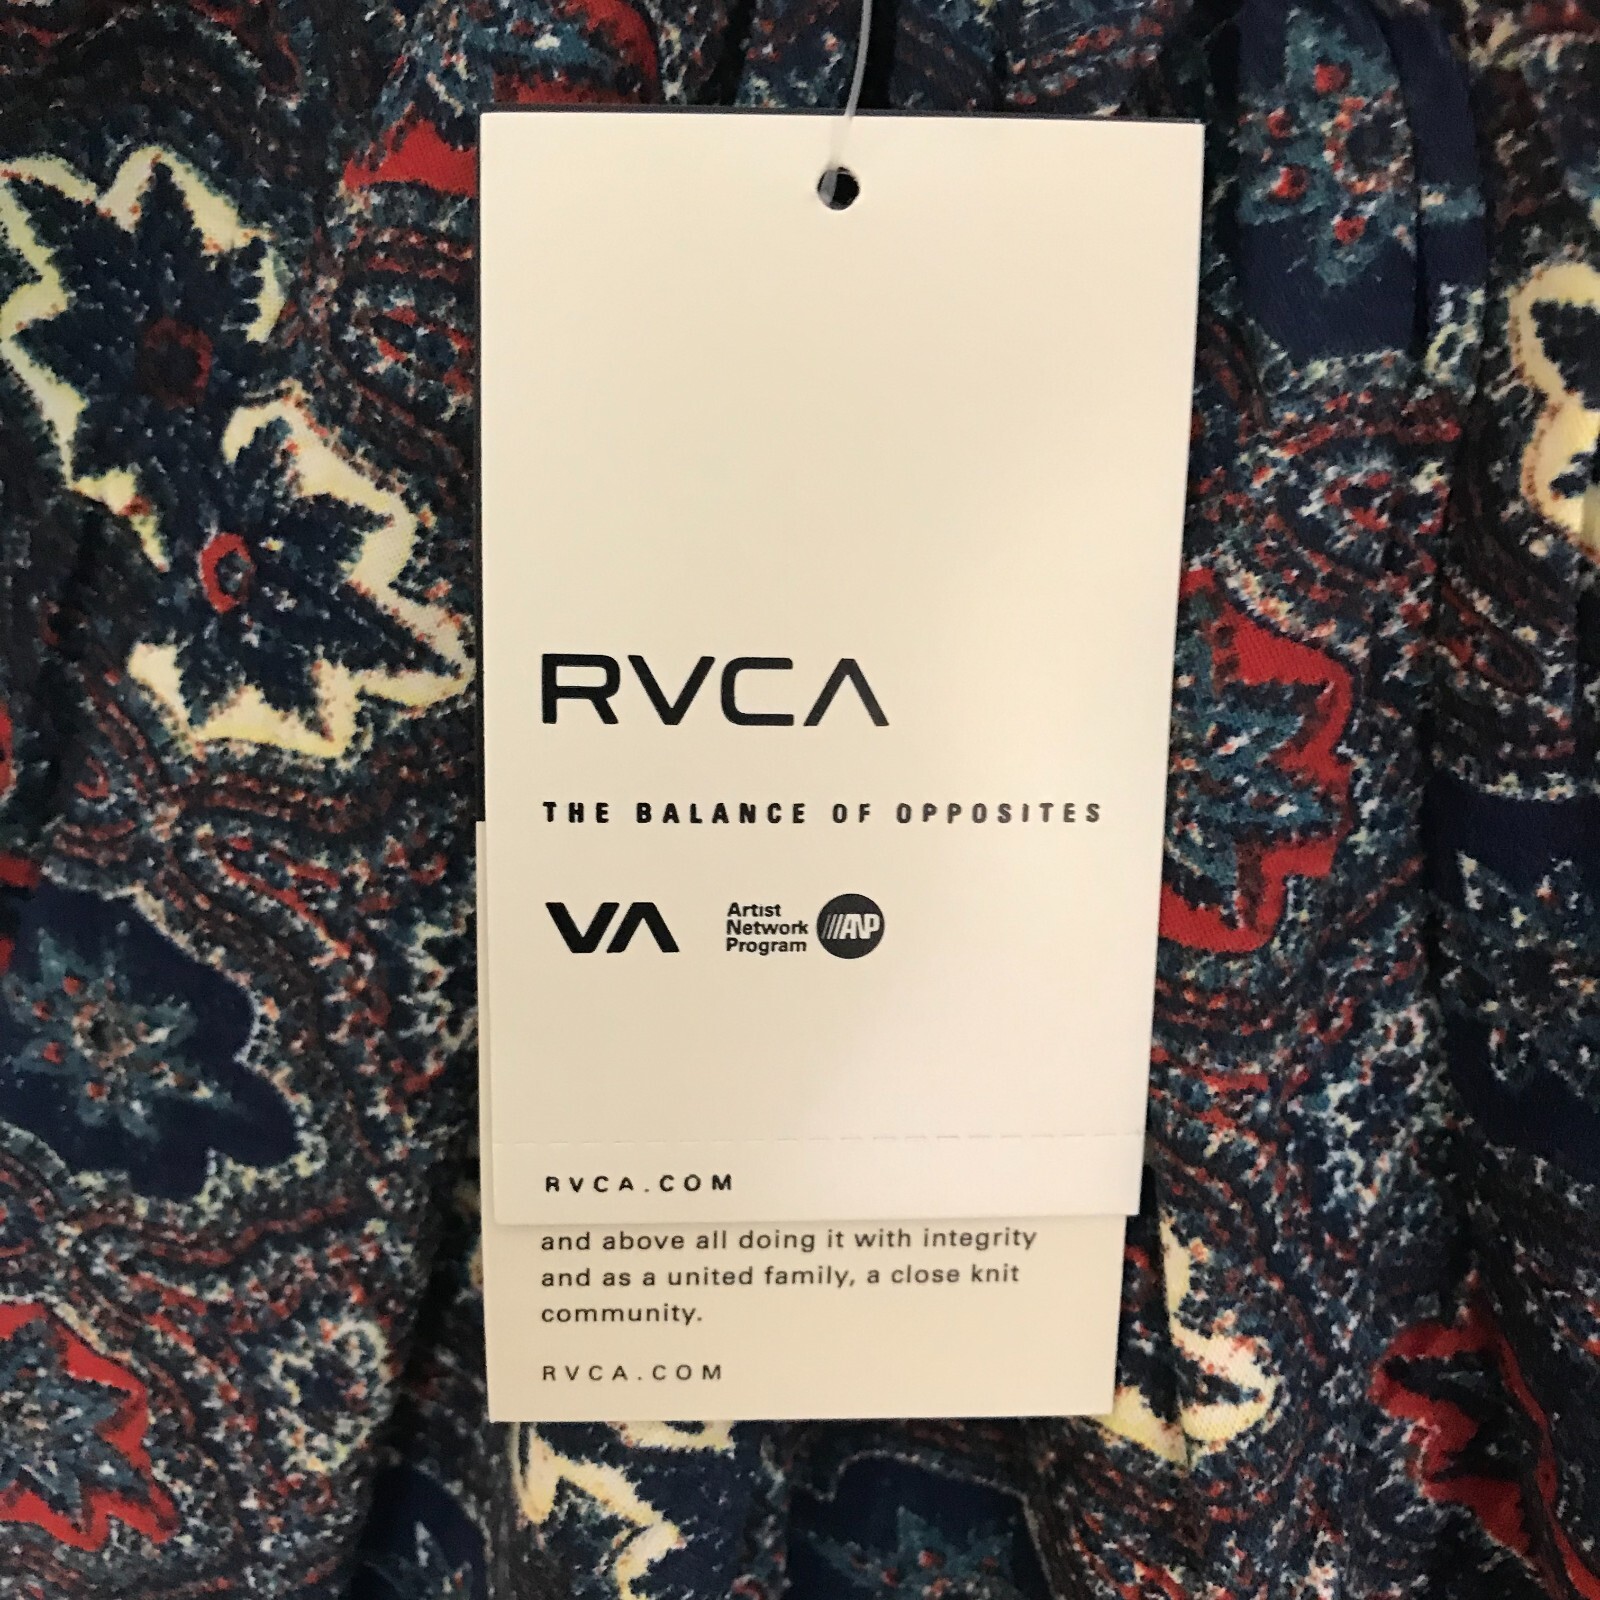 RVCA
THE BALANCE OF OPPOSITES
VA
Artist
Network
Program
ANP
RVCA.COM
and above all doing it with integrity
and as a united family, a close knit
community.
RVCA.COM